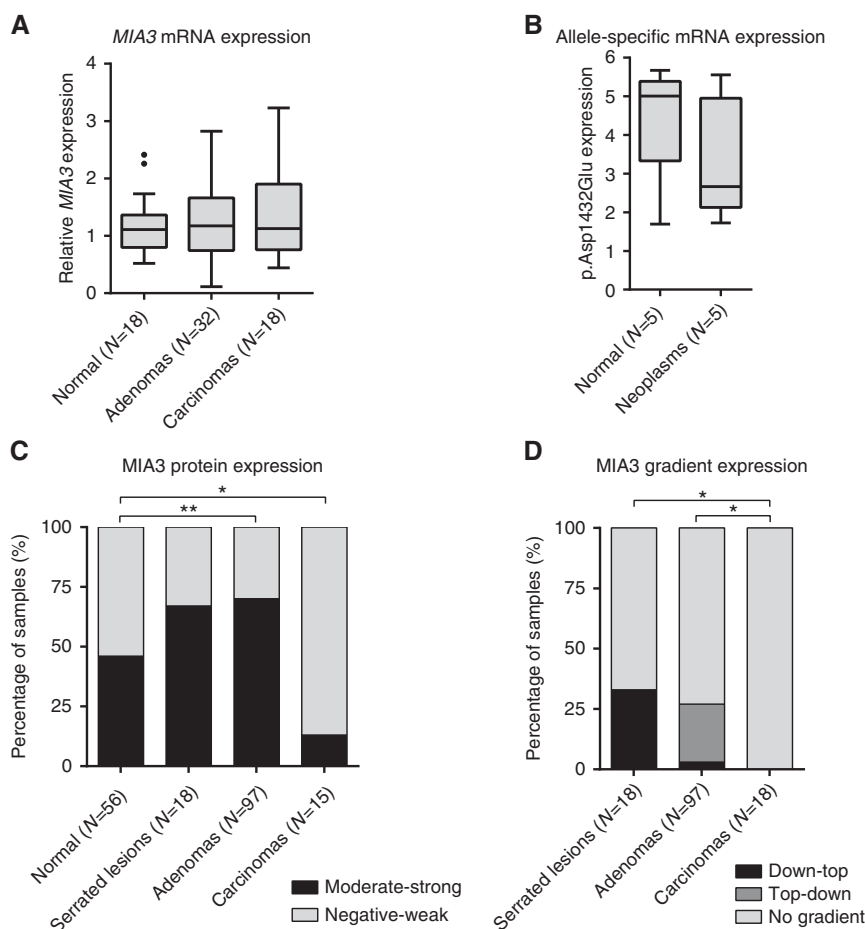 A
MIA3 mRNA expression
Relative MIA3 expression
4
3
2
1
0
Normal (N=18)
Adenomas (N=32)
Carcinomas (N=18)
B
Allele-specific mRNA expression
p.Asp1432Glu expression
6
5
4
3
2
1
0
Normal (N=5)
Neoplasms (N=5)
C
MIA3 protein expression
*
**
Percentage of samples (%)
100
75
50
25
0
Normal (N=56)
Serrated lesions (N=18)
Adenomas (N=97)
Carcinomas (N=15)
Moderate-strong
Negative-weak
D
MIA3 gradient expression
*
*
Percentage of samples (%)
100
75
50
25
0
Serrated lesions (N=18)
Adenomas (N=97)
Carcinomas (N=18)
Down-top
Top-down
No gradient